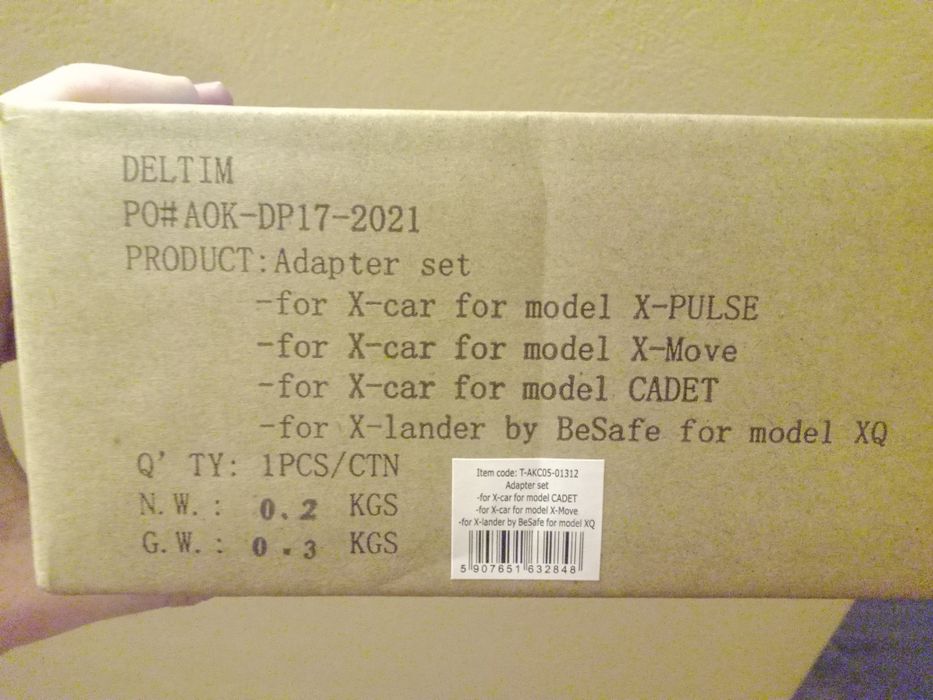 DELTIM
PO#AOK-DP17-2021
PRODUCT:Adapter set
-for X-car for model X-PULSE
-for X-car for model X-Move
-for X-car for model CADET
-for X-lander by BeSafe for model XQ
Q' TY: 1PCS/CTN
N.W.: 0.2 KGS
G.W.: 0.3 KGS
Item code: T-AKC05-01312
Adapter set
-for X-car for model CADET
-for X-car for model X-Move
-for X-lander by BeSafe for model XQ
5 907651 632848